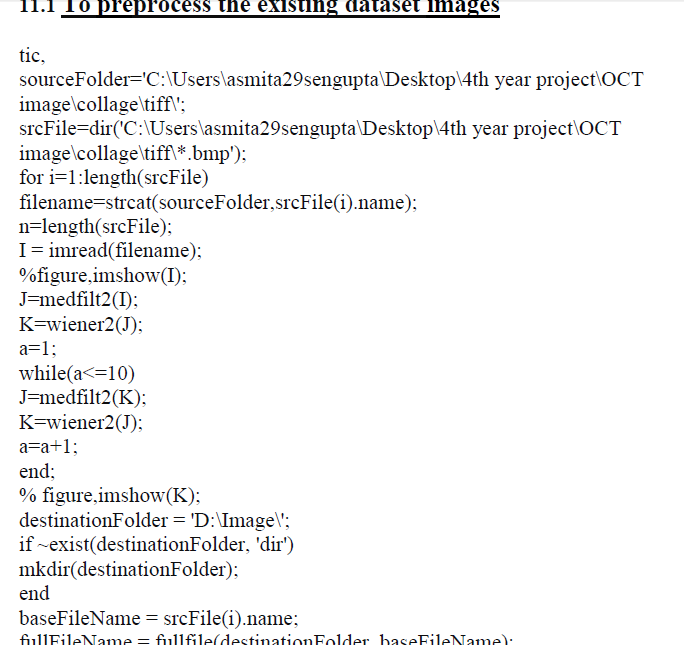 11.1 To preprocess the existing dataset images
tic,
sourceFolder='C:\Users\asmita29sengupta\Desktop\4th year project\OCT
image\collage\tiff\';
srcFile=dir('C:\Users\asmita29sengupta\Desktop\4th year project\OCT
image\collage\tiff\*.bmp');
for i=1:length(srcFile)
filename=strcat(sourceFolder,srcFile(i).name);
n=length(srcFile);
I = imread(filename);
%figure,imshow(I);
J=medfilt2(I);
K=wiener2(J);
a=1;
while(a<=10)
J=medfilt2(K);
K=wiener2(J);
a=a+1;
end;
% figure,imshow(K);
destinationFolder = 'D:\Image\';
if ~exist(destinationFolder, 'dir')
mkdir(destinationFolder);
end
baseFileName = srcFile(i).name;
fullFileName = fullfile(destinationFolder, baseFileName);